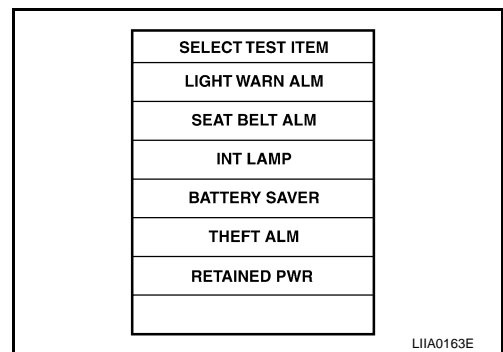 SELECT TEST ITEM
LIGHT WARN ALM
SEAT BELT ALM
INT LAMP
BATTERY SAVER
THEFT ALM
RETAINED PWR
LIIA0163E